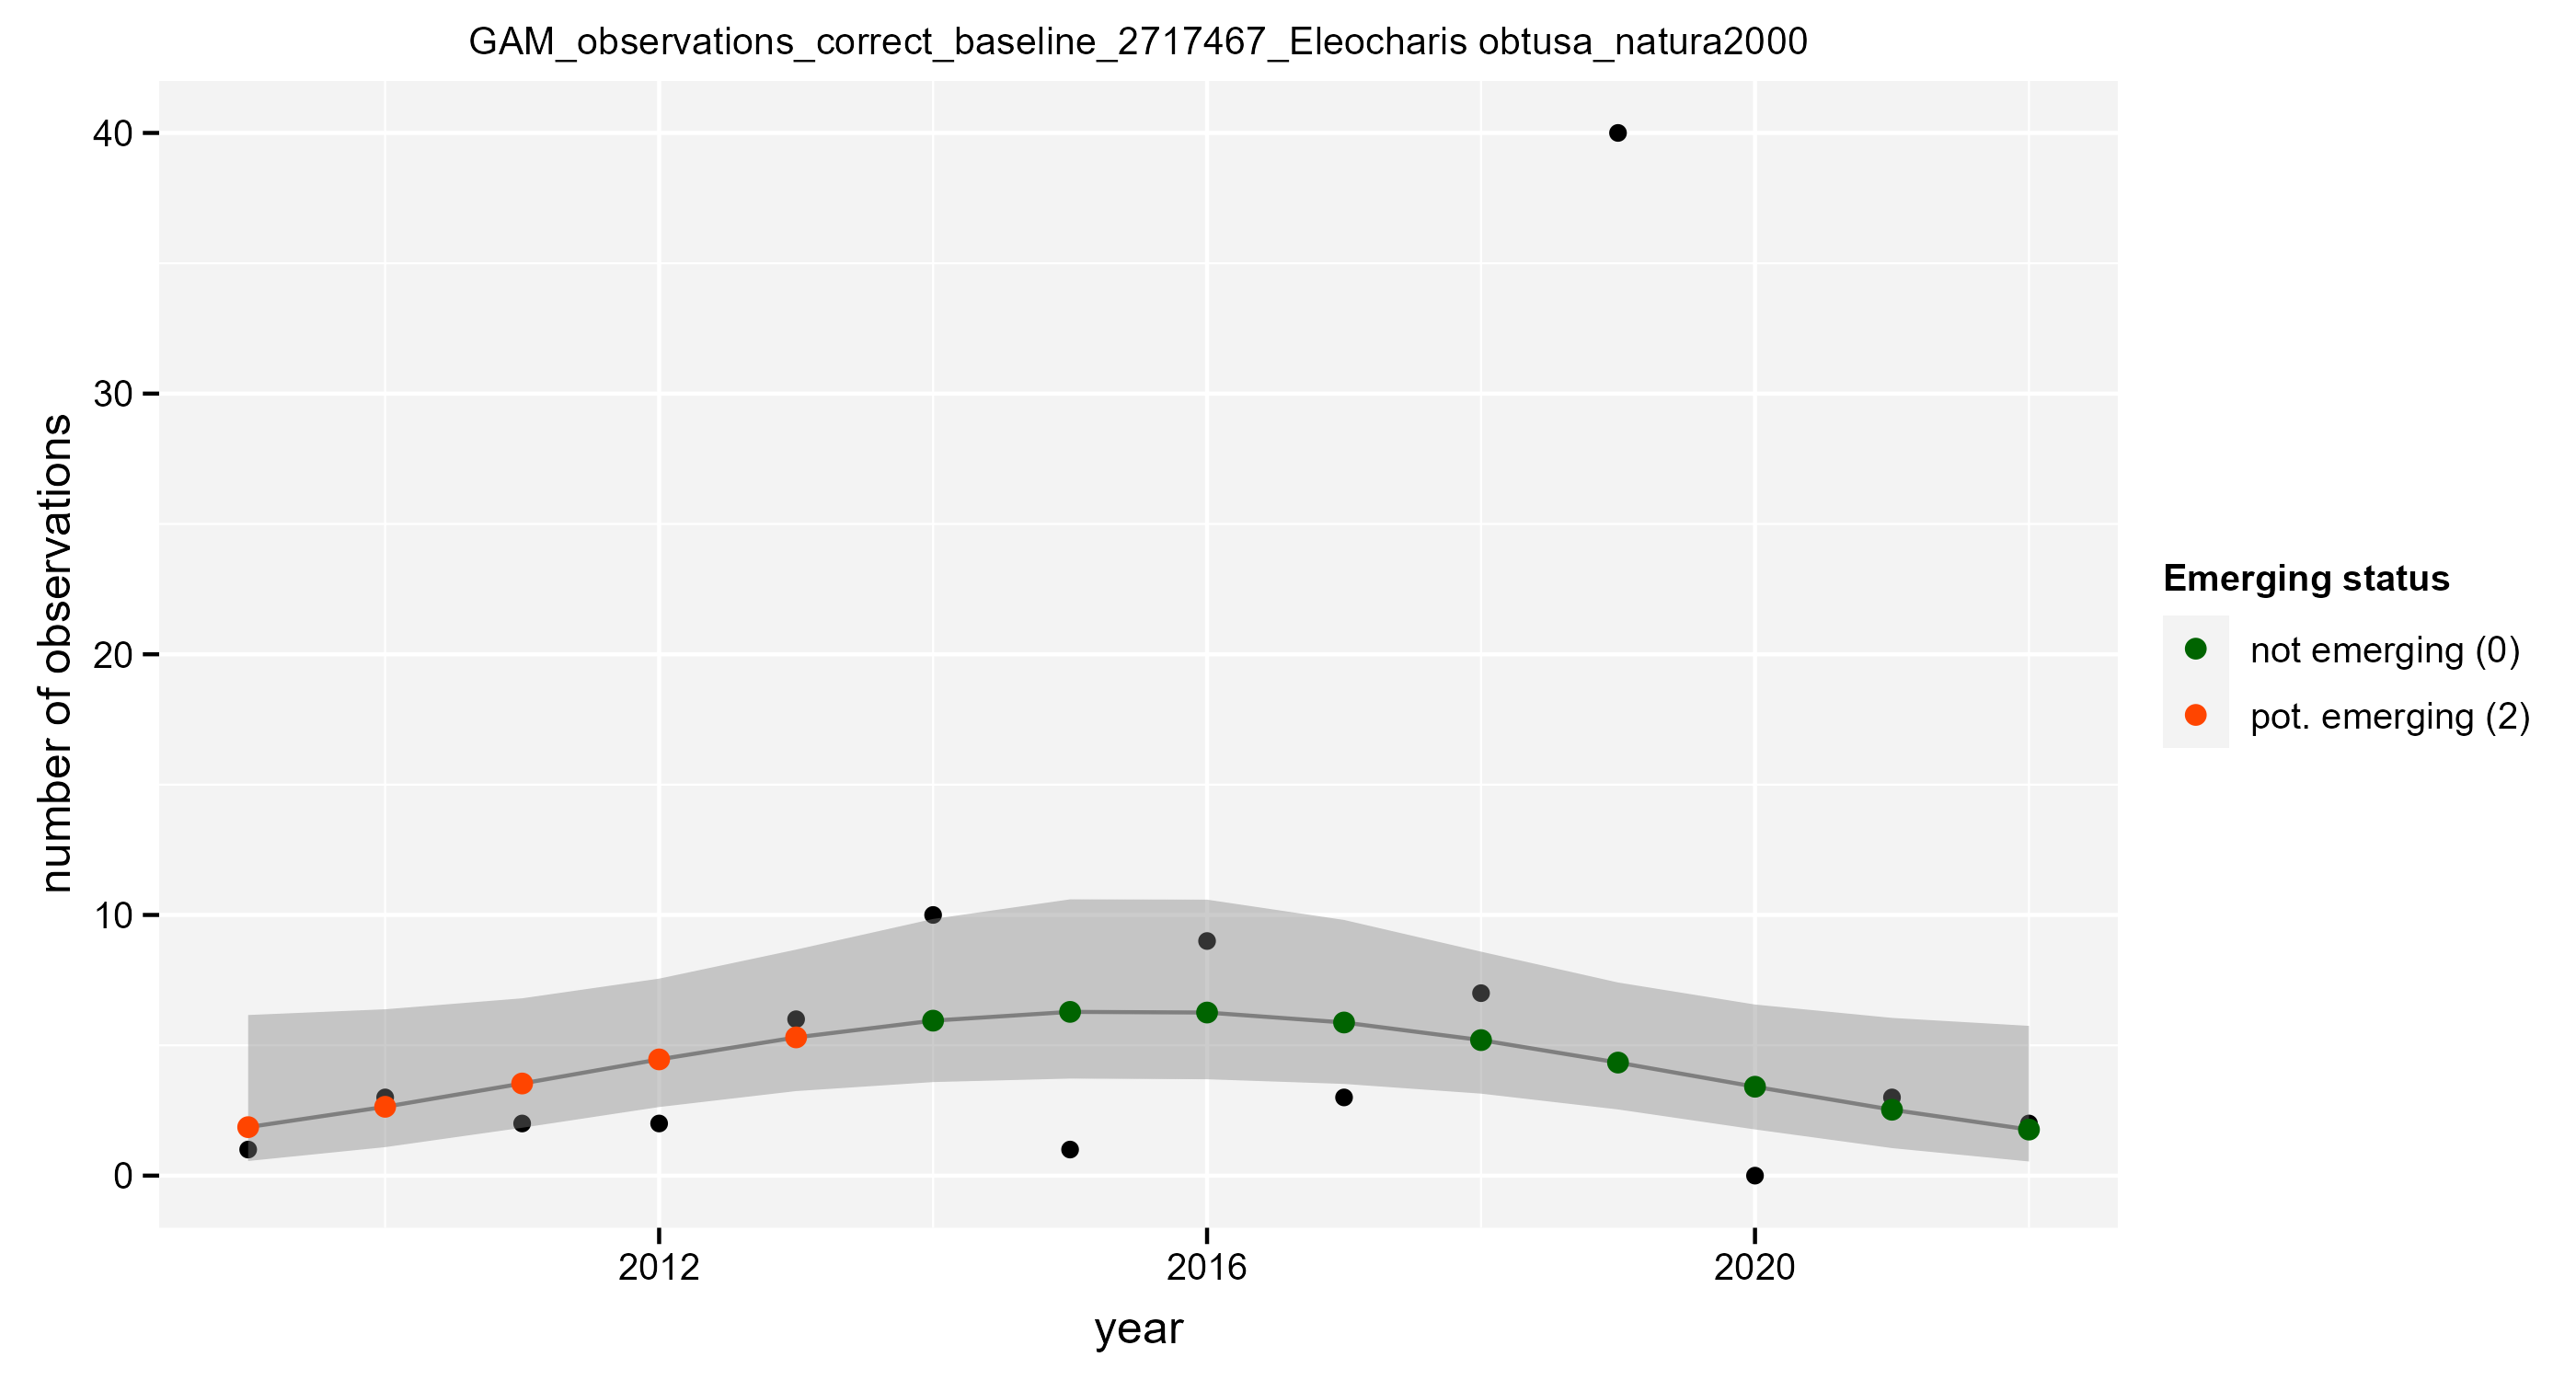 GAM_observations_correct_baseline_2717467_Eleocharis obtusa_natura2000
number of observations
40
30
20
10
0
2012
2016
2020
year
Emerging status
not emerging (0)
pot. emerging (2)